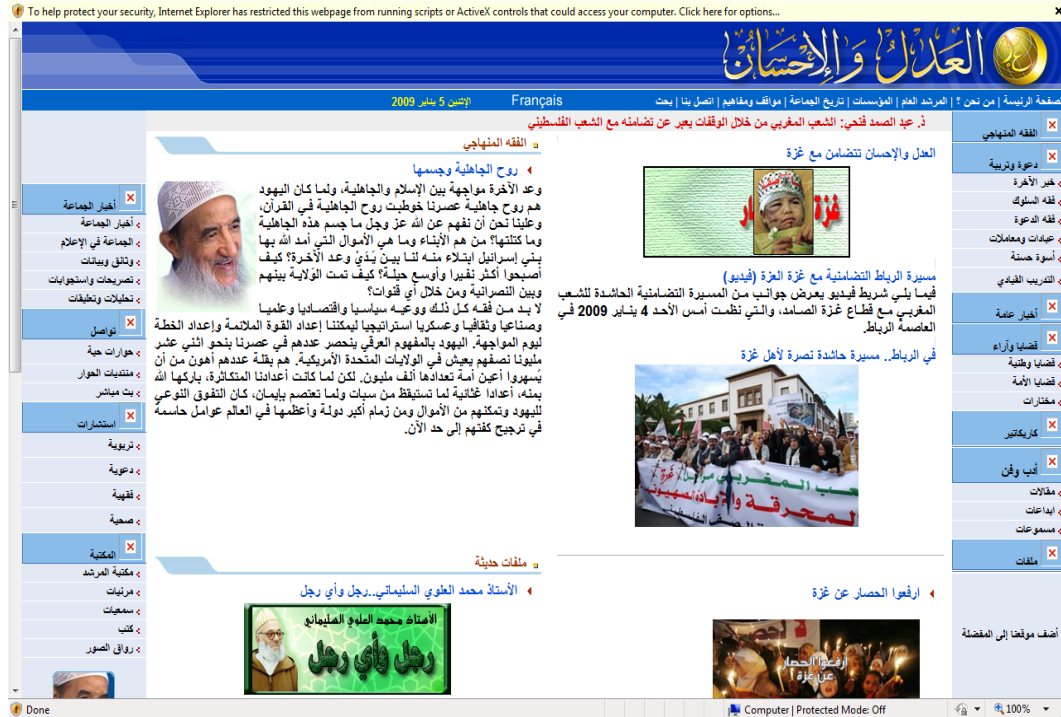 To help protect your security, Internet Explorer has restricted this webpage from running scripts or ActiveX controls that could access your computer. Click here for options...
العدل والإحسان
صفحة الرئيسة | من نحن ؟ | المرشد العام | المؤسسات | تاريخ الجماعة | مواقف ومفاهيم | اتصل بنا | بحث
Français
الإثنين 5 يناير 2009
ذ. عبد الصمد فتحي: الشعب المغربي من خلال الوقفات يعبر عن تضامنه مع الشعب الفلسطيني
الفقه المنهاجي
دعوة وتربية
خبر الآخرة
فقه السلوك
فقه الدعوة
عبادات ومعاملات
أسوة حسنة
التدريب القيادي
أخبار عامة
قضايا وآراء
قضايا وطنية
قضايا الأمة
مختارات
كاريكاتير
أدب وفن
مقالات
ابداعات
مسموعات
ملفات
أضف موقعنا إلى المفضلة
العدل والإحسان تتضامن مع غزة
غزة
مسيرة الرباط التضامنية مع غزة العزة (فيديو)
فيما يلي شريط فيديو يعرض جوانب من المسيرة التضامنية الحاشدة للشعب
المغربي مع قطاع غزة الصامد، والتي نظمت أمس الأحد 4 يناير 2009 في
العاصمة الرباط.
في الرباط.. مسيرة حاشدة نصرة لأهل غزة
ارفعوا الحصار عن غزة
ارفعوا الحصار
عن غزة !
الفقه المنهاجي
روح الجاهلية وجسمها
وعد الآخرة مواجهة بين الإسلام والجاهلية، ولما كان اليهود
هم روح جاهلية عصرنا خوطبت روح الجاهلية في القرآن،
وعلينا نحن أن نفهم عن الله عز وجل ما جسم هذه الجاهلية
وما كتلتها؟ من هم الأبناء وما هي الأموال التي أمد الله بها
بني إسرائيل ابتلاء منه لنا بين يَدَيْ وعد الآخرة؟ كيف
أصبحوا أكثر نفيرا وأوسع حيلة؟ كيف تمت الوَلاية بينهم
وبين النصرانية ومن خلال أي قنوات؟
لا بد من فقه كل ذلك ووعيه سياسيا واقتصاديا وعلميا
وصناعيا وثقافيا وعسكريا استراتيجيا ليمكننا إعداد القوة الملائمة وإعداد الخطة
ليوم المواجهة. اليهود بالمفهوم العرقي ينحصر عددهم في عصرنا بنحو اثني عشر
مليونا نصفهم يعيش في الولايات المتحدة الأمريكية. هم بقلة عددهم أهون من أن
يُسهروا أعين أمة تعدادها ألف مليون. لكن لما كانت أعدادنا المتكاثرة، باركها الله
بمنه، أعدادا غثائية لما تستيقظ من سبات ولما تعتصم بإيمان، كان التفوق النوعي
لليهود وتمكنهم من الأموال ومن زمام أكبر دولة وأعظمها في العالم عوامل حاسمة
في ترجيح كفتهم إلى حد الآن.
ملفات حديثة
الأستاذ محمد العلوي السليماني..رجل وأي رجل
الأستاذ محمد العلوي السليماني
رجل وأي رجل
أخبار الجماعة
أخبار الجماعة
الجماعة في الإعلام
وثائق وبيانات
تصريحات واستجوابات
تحليلات وتعليقات
تواصل
حوارات حية
منتديات الحوار
بث مباشر
استشارات
تربوية
دعوية
فقهية
صحية
المكتبة
مكتبة المرشد
مرئيات
سمعيات
كتب
رواق الصور
Done
Computer | Protected Mode: Off
100%